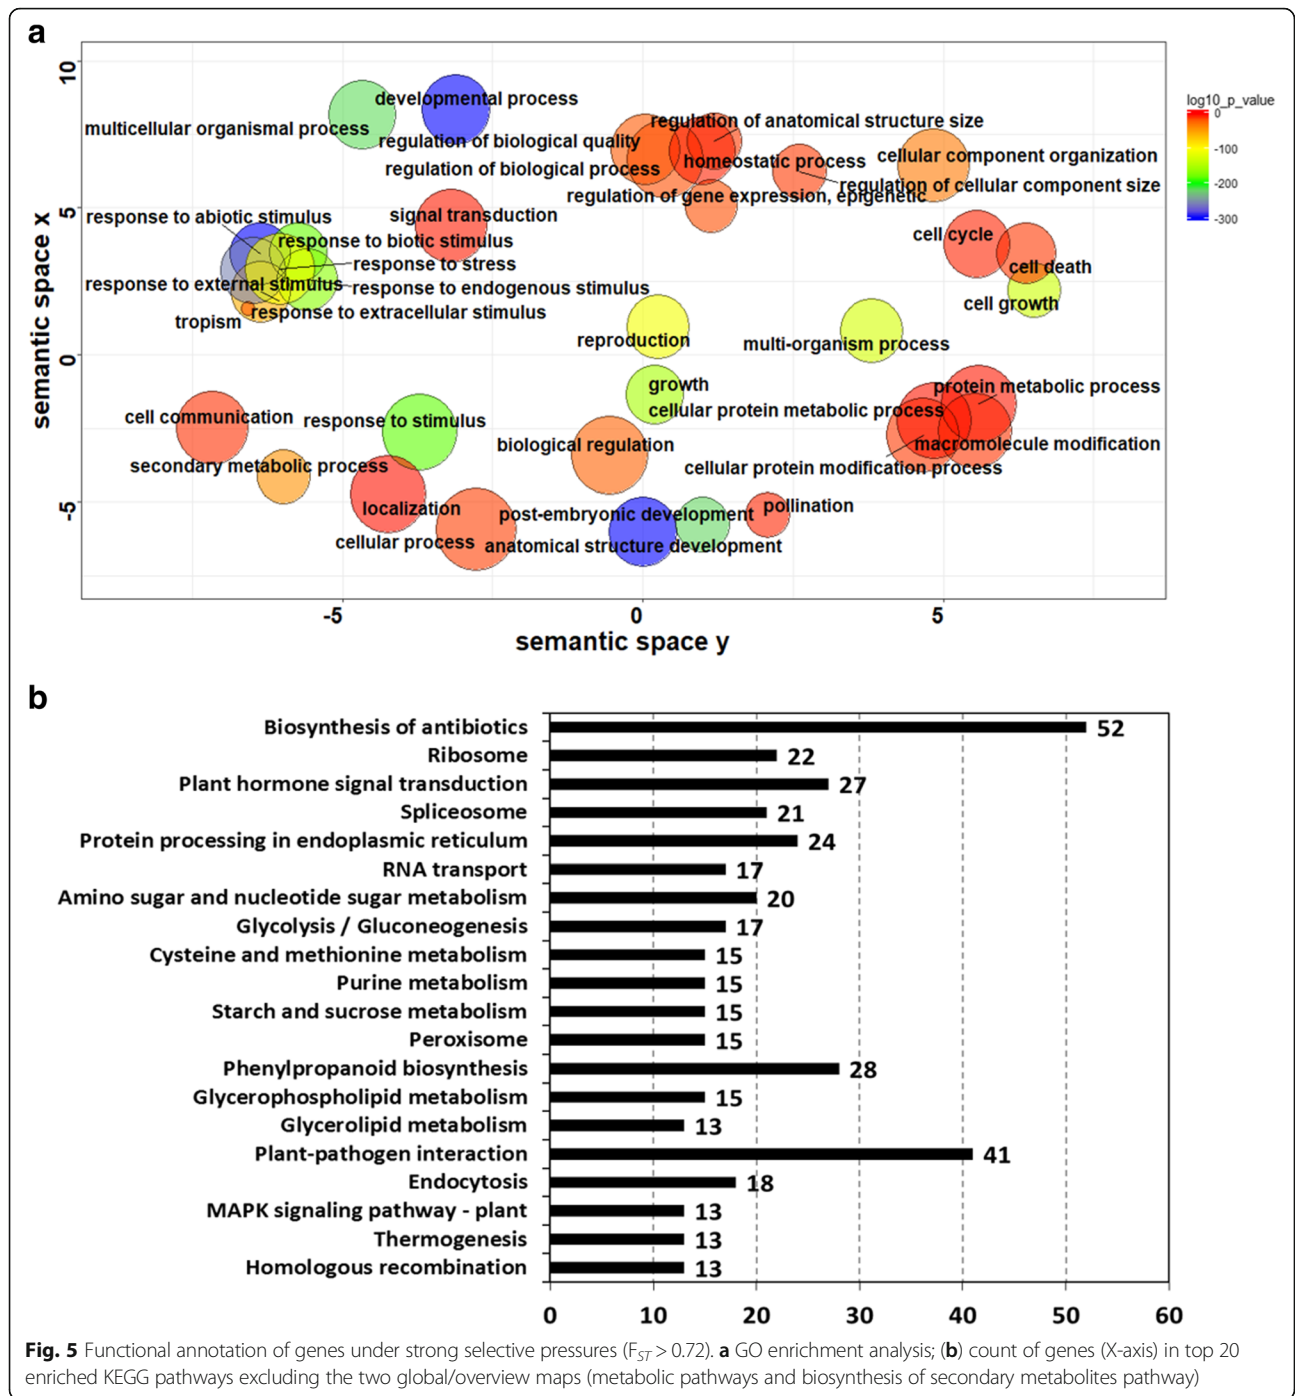 a
10
5
0
-5
semantic space x
developmental process
multicellular organismal process
regulation of biological quality
regulation of biological process
regulation of anatomical structure size
homeostatic process
cellular component organization
regulation of cellular component size
regulation of gene expression, epigenetic
signal transduction
response to abiotic stimulus
response to biotic stimulus
response to stress
response to external stimulus
response to endogenous stimulus
response to extracellular stimulus
tropism
cell cycle
cell death
cell growth
reproduction
multi-organism process
growth
cellular protein metabolic process
protein metabolic process
macromolecule modification
cellular protein modification process
cell communication
response to stimulus
biological regulation
secondary metabolic process
localization
cellular process
post-embryonic development
pollination
anatomical structure development
-5
0
5
semantic space y
log10_p_value
0
-100
-200
-300
b
Biosynthesis of antibiotics 52
Ribosome 22
Plant hormone signal transduction 27
Spliceosome 21
Protein processing in endoplasmic reticulum 24
RNA transport 17
Amino sugar and nucleotide sugar metabolism 20
Glycolysis / Gluconeogenesis 17
Cysteine and methionine metabolism 15
Purine metabolism 15
Starch and sucrose metabolism 15
Peroxisome 15
Phenylpropanoid biosynthesis 28
Glycerophospholipid metabolism 15
Glycerolipid metabolism 13
Plant-pathogen interaction 41
Endocytosis 18
MAPK signaling pathway - plant 13
Thermogenesis 13
Homologous recombination 13
0 10 20 30 40 50 60
Fig. 5 Functional annotation of genes under strong selective pressures (FST > 0.72). a GO enrichment analysis; (b) count of genes (X-axis) in top 20
enriched KEGG pathways excluding the two global/overview maps (metabolic pathways and biosynthesis of secondary metabolites pathway)